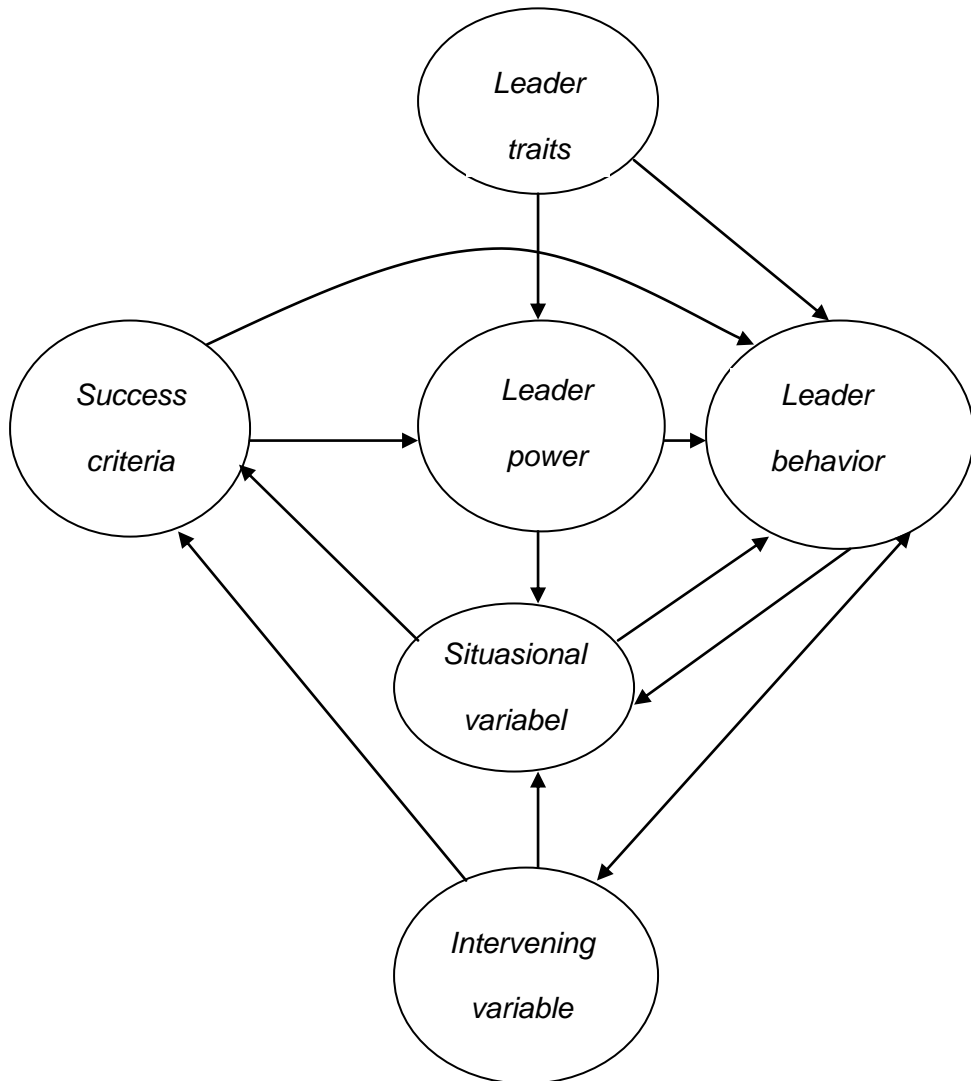 Leader
traits
Success
criteria
Leader
power
Leader
behavior
Situasional
variabel
Intervening
variable